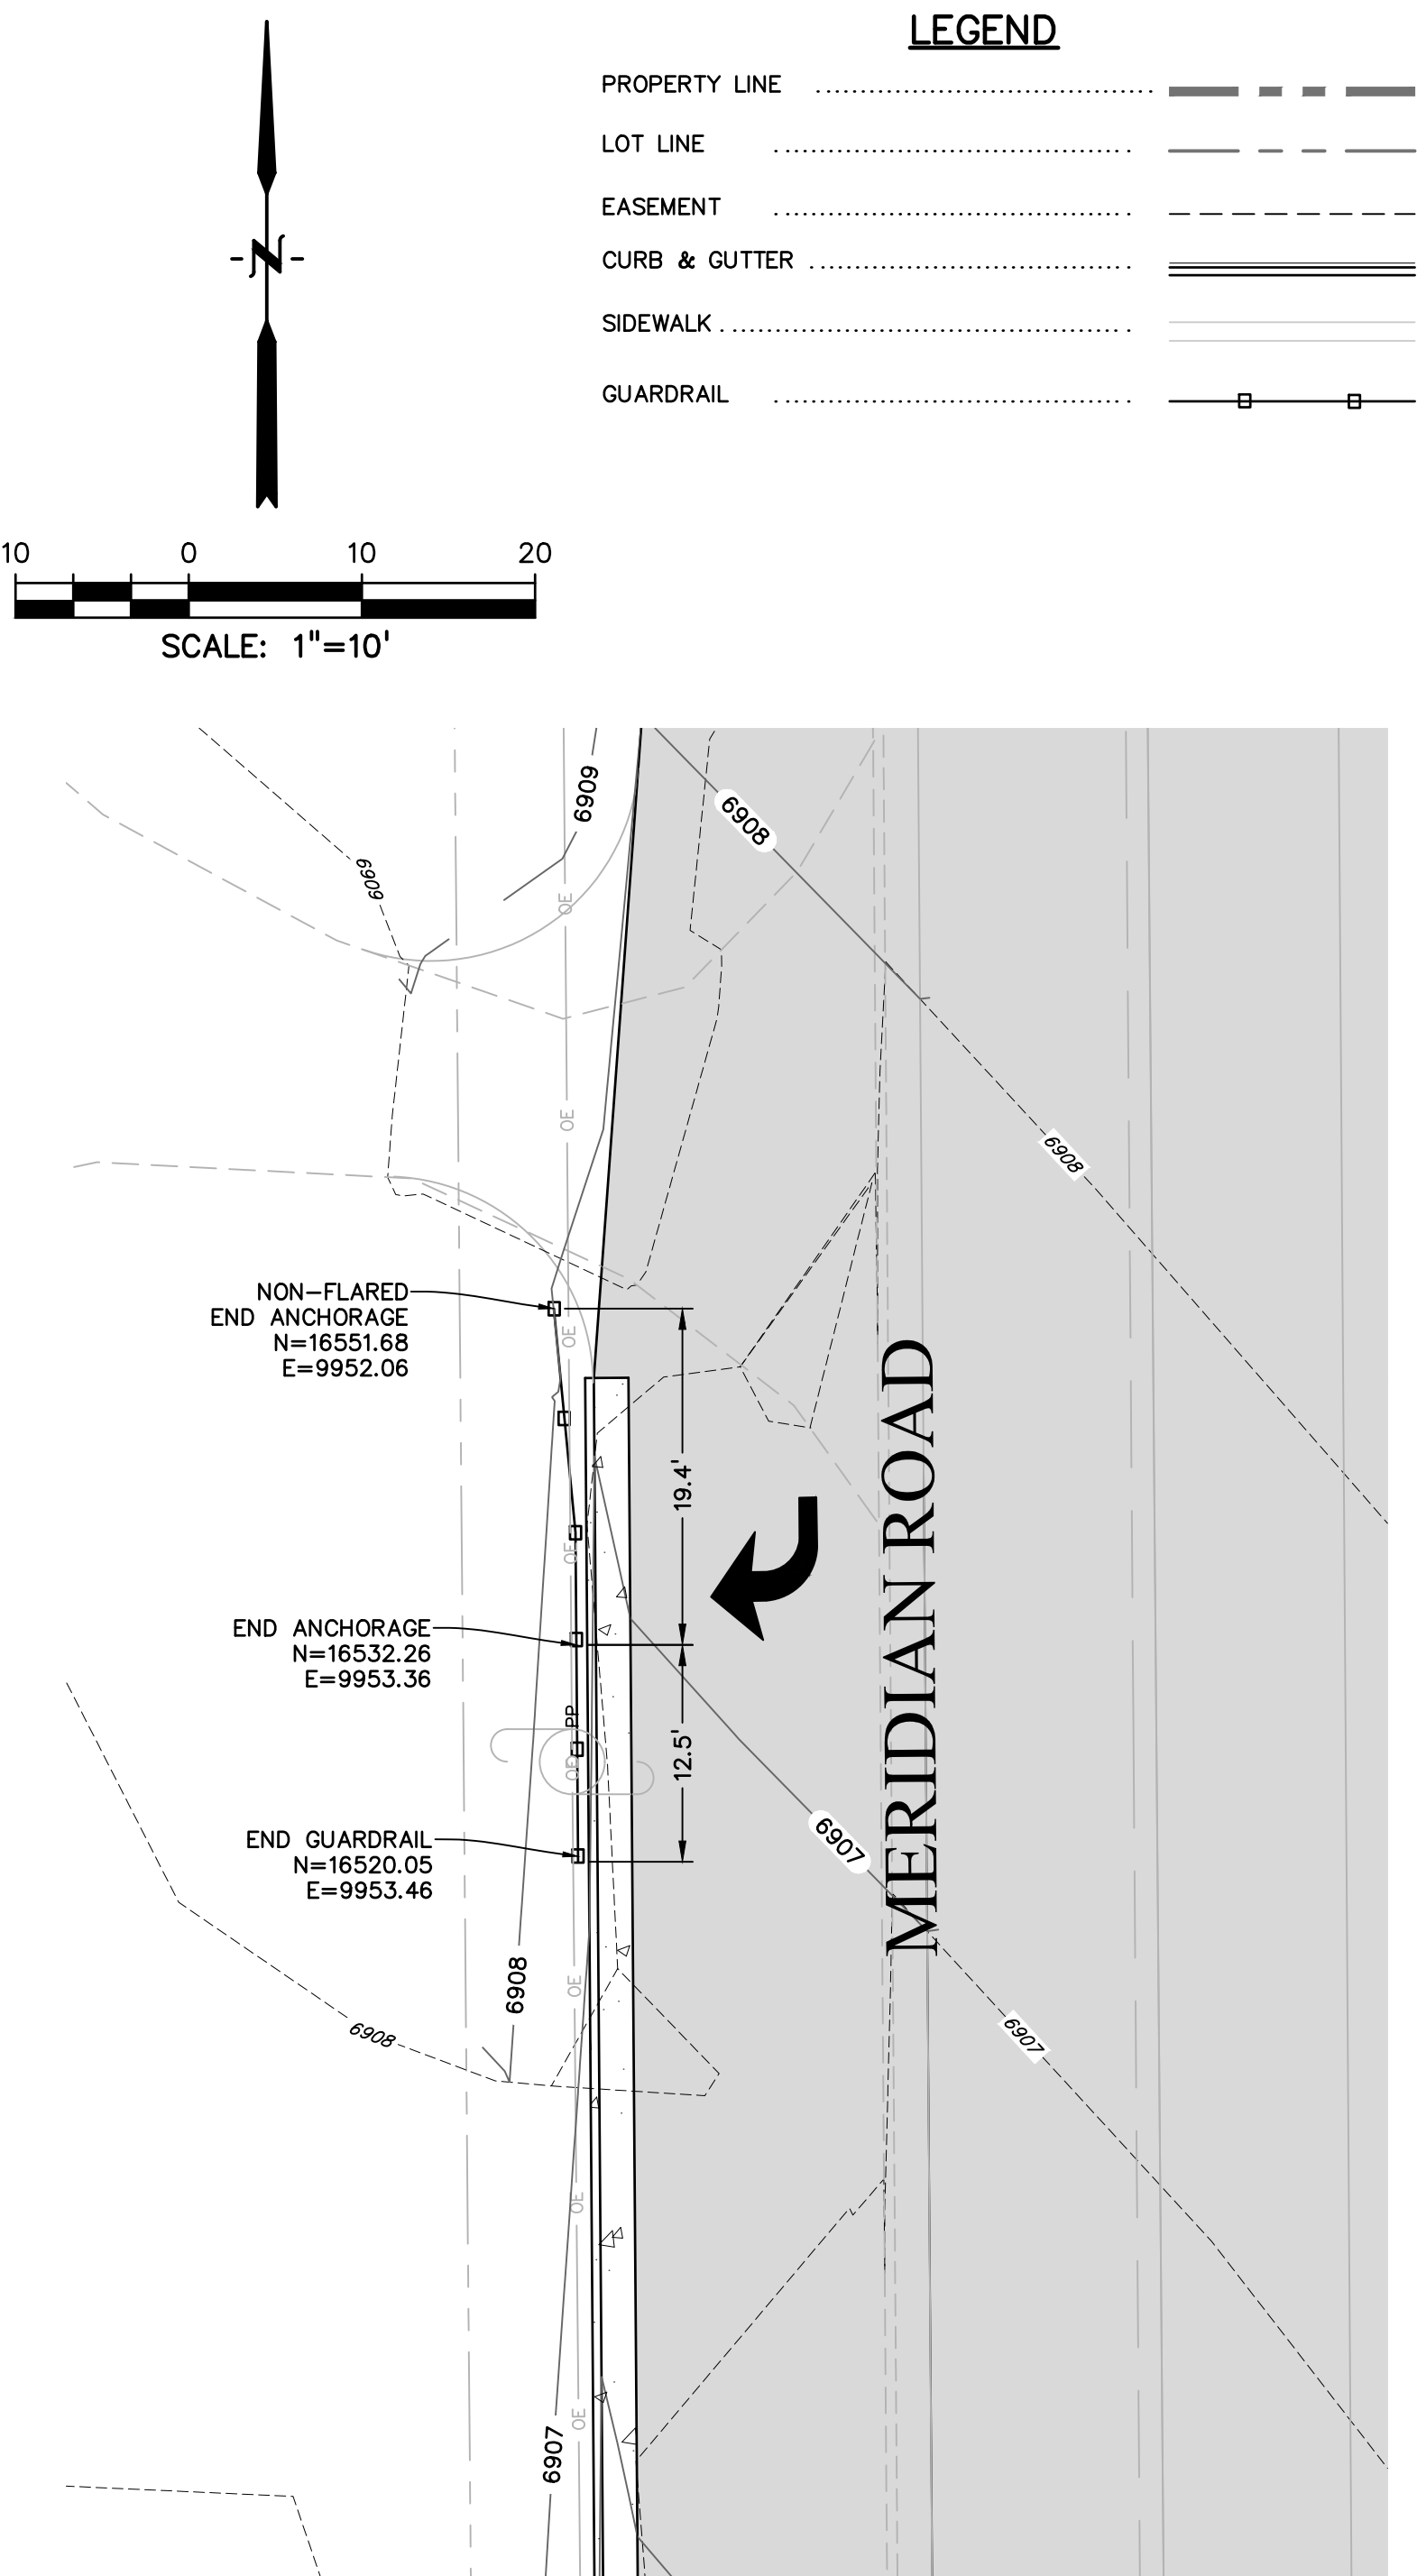 LEGEND
PROPERTY LINE
LOT LINE
EASEMENT
CURB & GUTTER
SIDEWALK
GUARDRAIL
N
10 0 10 20
SCALE: 1"=10'
6909
6908
6909
OE
OE
6908
NON-FLARED
END ANCHORAGE
N=16551.68
E=9952.06
OE
19.4'
MERIDIAN ROAD
OE
END ANCHORAGE
N=16532.26
E=9953.36
PP
OE
12.5'
6907
END GUARDRAIL
N=16520.05
E=9953.46
6908
OE
6908
6907
OE
OE
6907